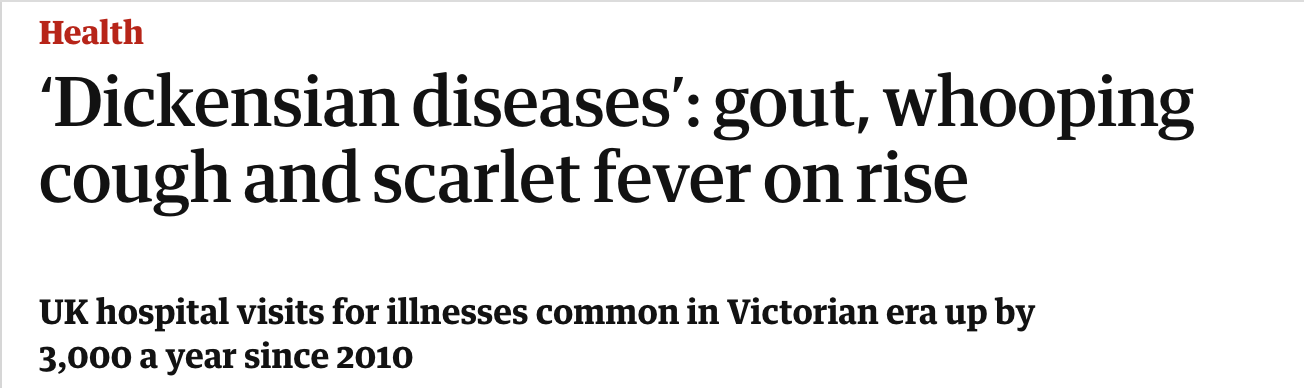 Health
‘Dickensian diseases’: gout, whooping
cough and scarlet fever on rise
UK hospital visits for illnesses common in Victorian era up by
3,000 a year since 2010